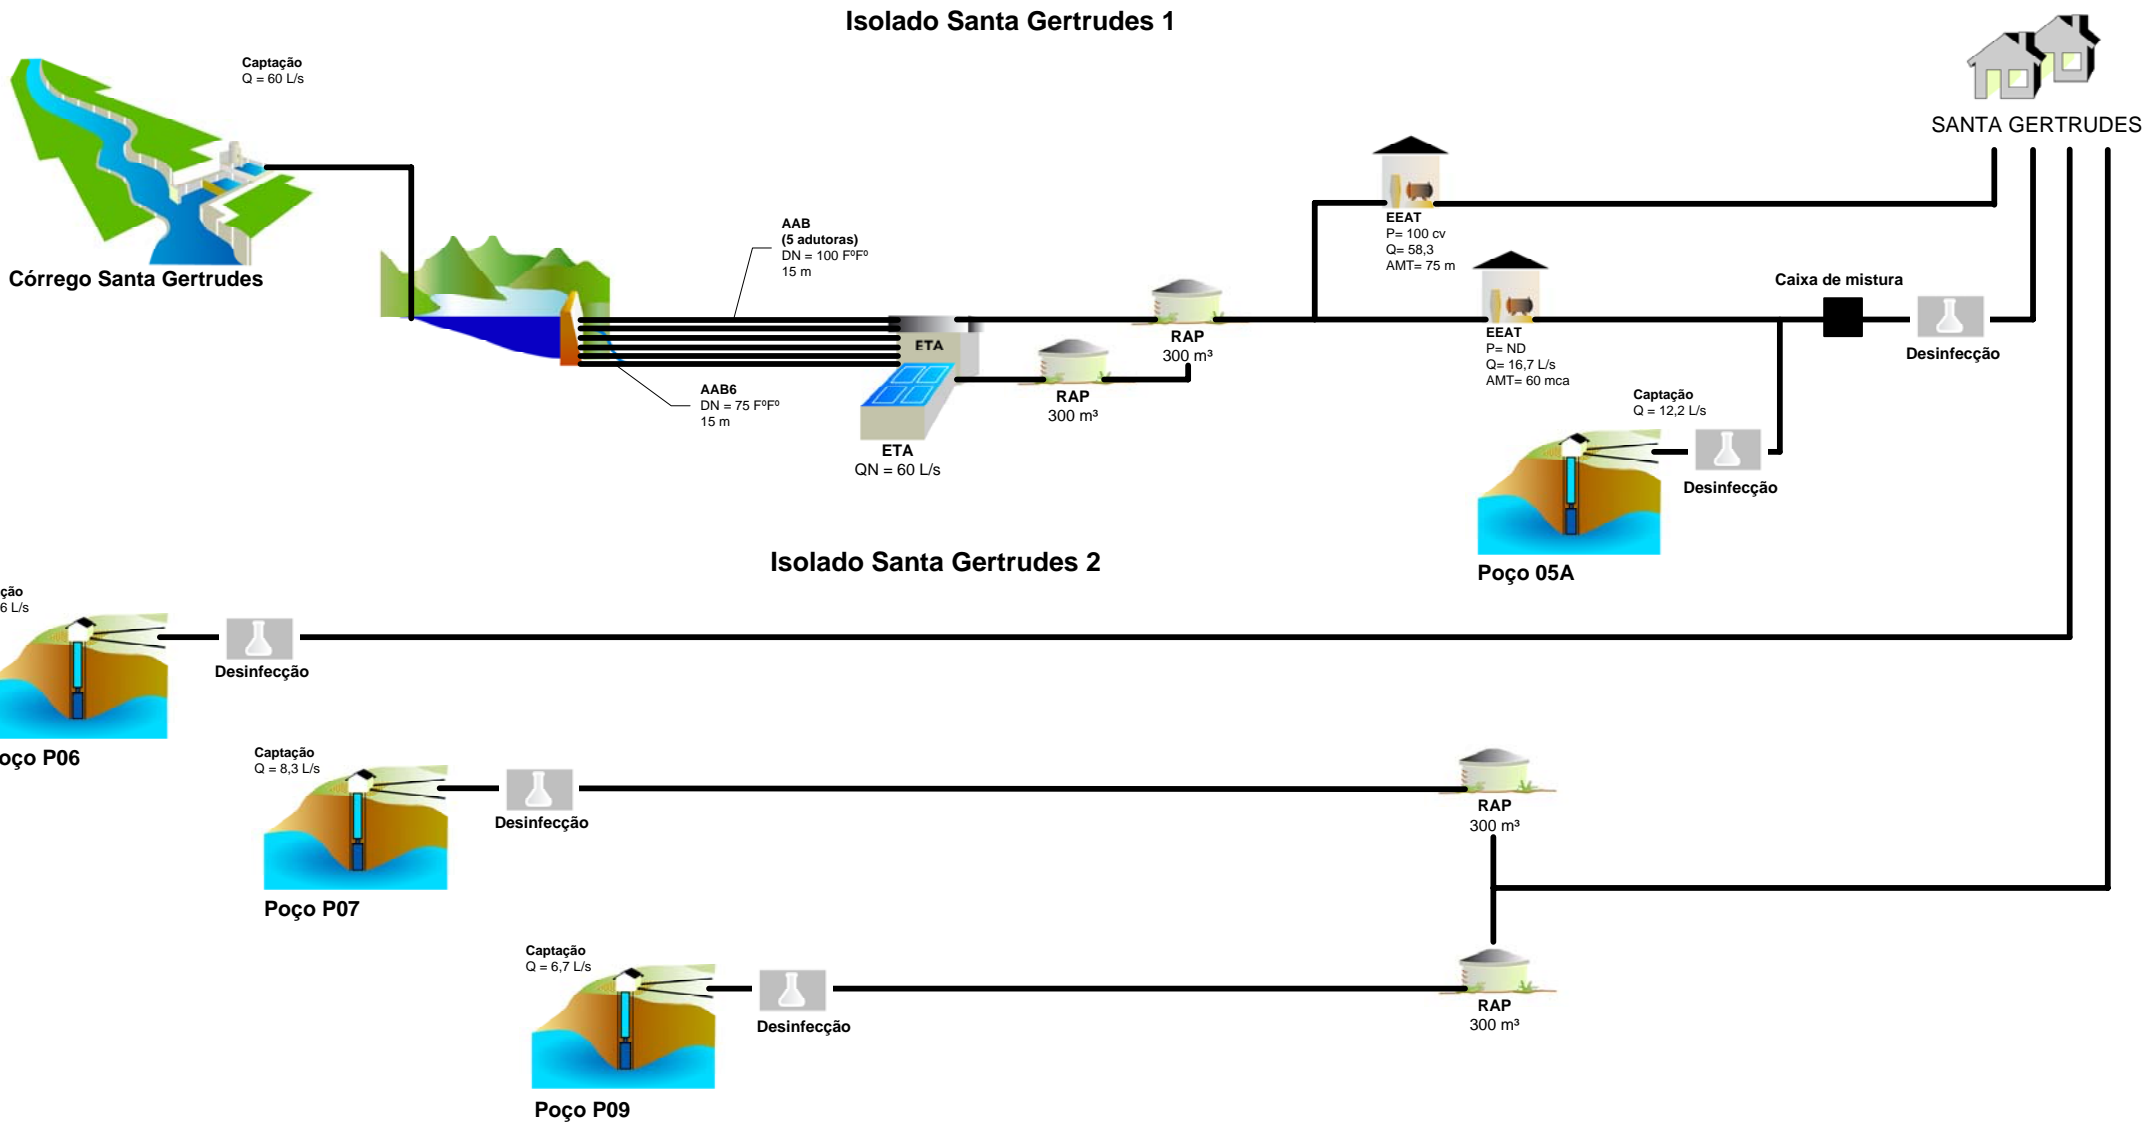 Isolado Santa Gertrudes 1
Captação
Q = 60 L/s
SANTA GERTRUDES
Córrego Santa Gertrudes
AAB
(5 adutoras)
DN = 100 FºFº
15 m
AAB6
DN = 75 FºFº
15 m
ETA
ETA
QN = 60 L/s
RAP
300 m³
RAP
300 m³
EEAT
P= 100 cv
Q= 58,3
AMT= 75 m
EEAT
P= ND
Q= 16,7 L/s
AMT= 60 mca
Caixa de mistura
Desinfecção
Captação
Q = 12,2 L/s
Desinfecção
Poço 05A
Isolado Santa Gertrudes 2
ção
6 L/s
Desinfecção
oço P06
Captação
Q = 8,3 L/s
Desinfecção
Poço P07
RAP
300 m³
Captação
Q = 6,7 L/s
Desinfecção
Poço P09
RAP
300 m³